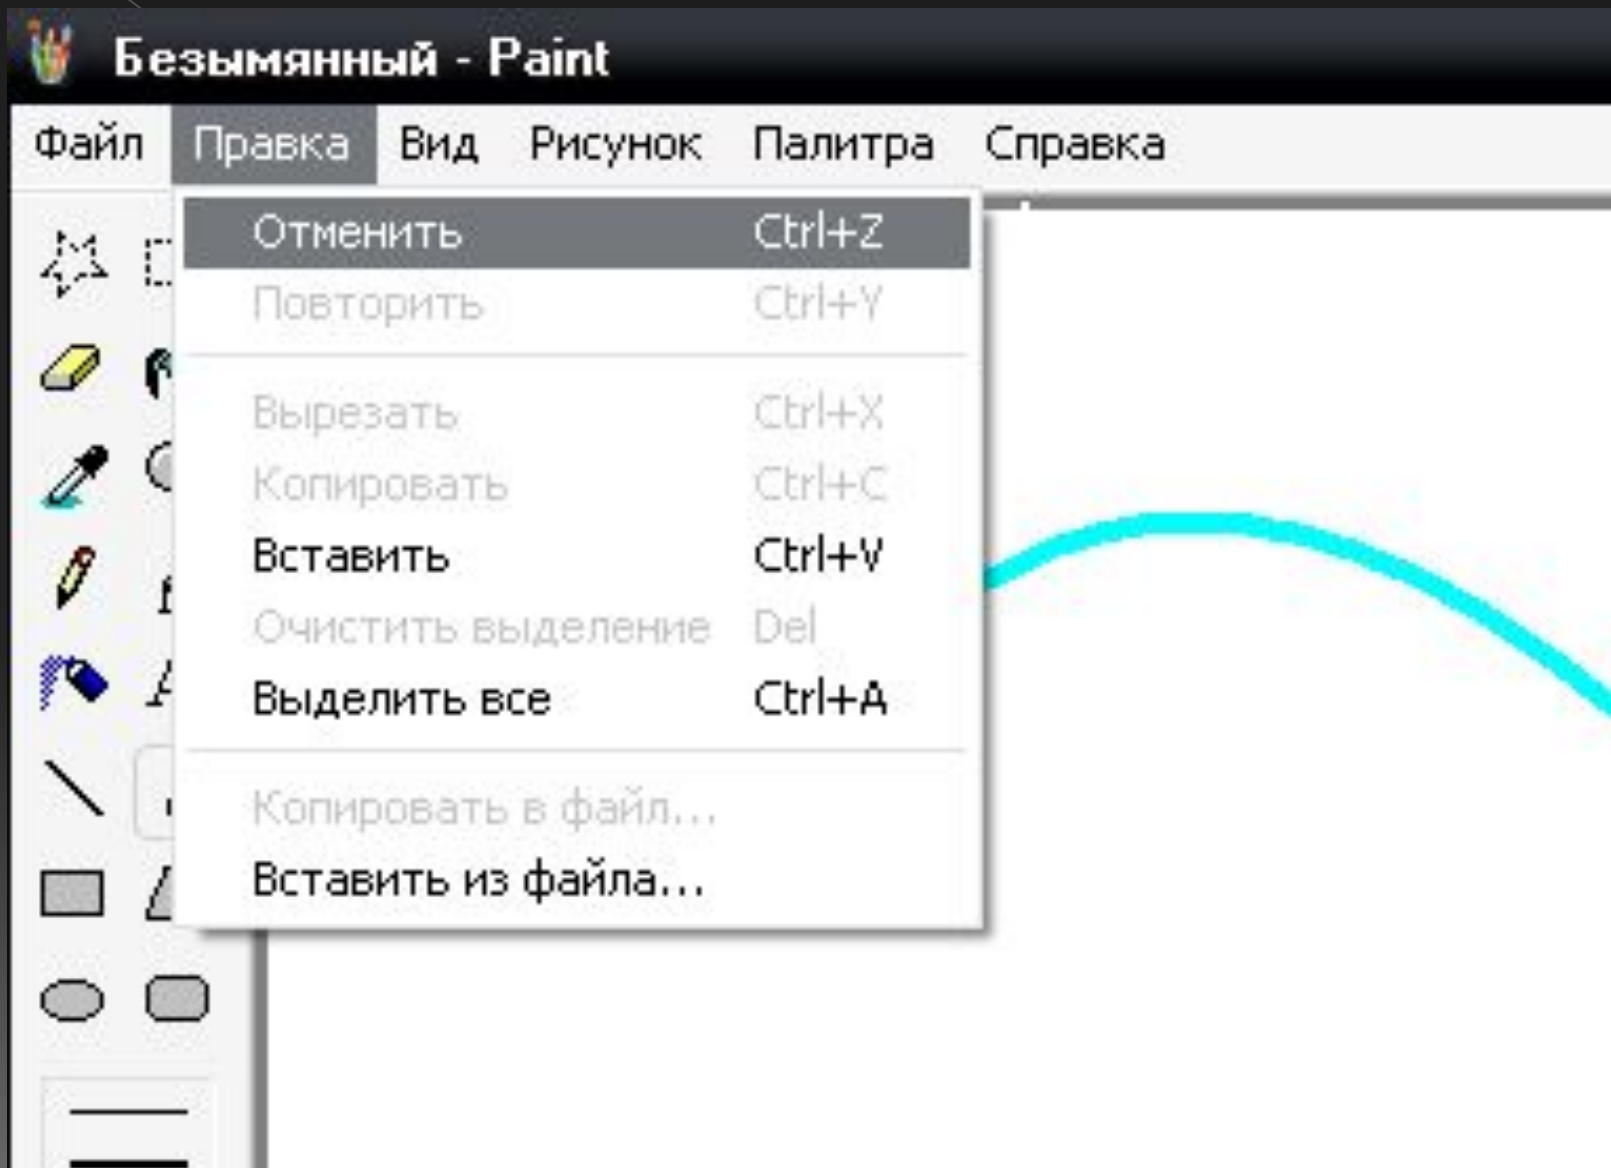 Безымянный - Paint
Файл Правка Вид Рисунок Палитра Справка
Отменить Ctrl+Z
Повторить Ctrl+Y
Вырезать Ctrl+X
Копировать Ctrl+C
Вставить Ctrl+V
Очистить выделение Del
Выделить все Ctrl+A
Копировать в файл...
Вставить из файла...